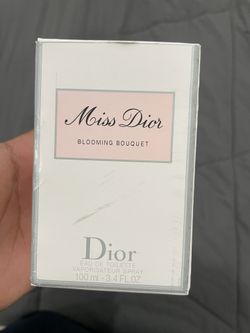 Miss Dior
BLOOMING BOUQUET
Dior
EAU DE TOILETTE
VAPORISATEUR SPRAY
100 ml - 3.4 FL OZ